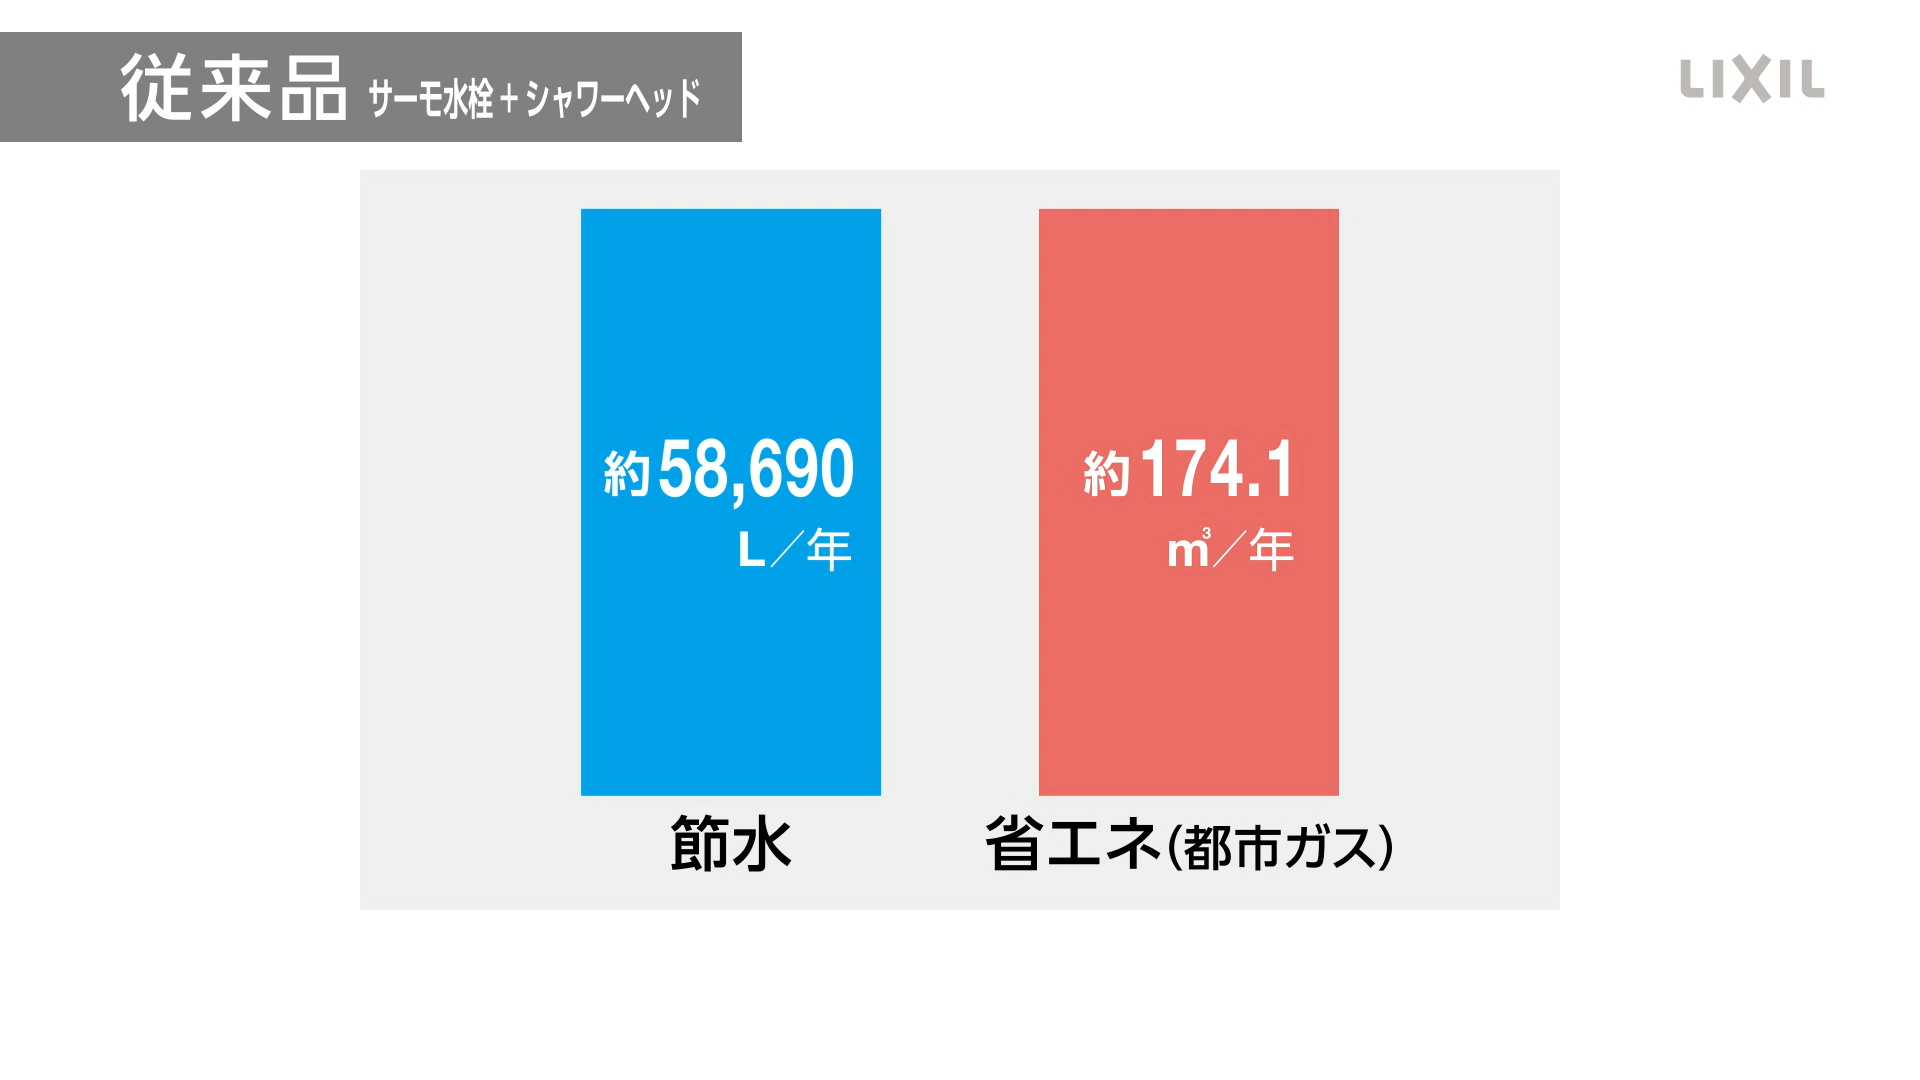 従来品 サーモ水栓+シャワーヘッド
LIXIL
約58,690
L/年
約174.1
m³/年
節水
省エネ(都市ガス)